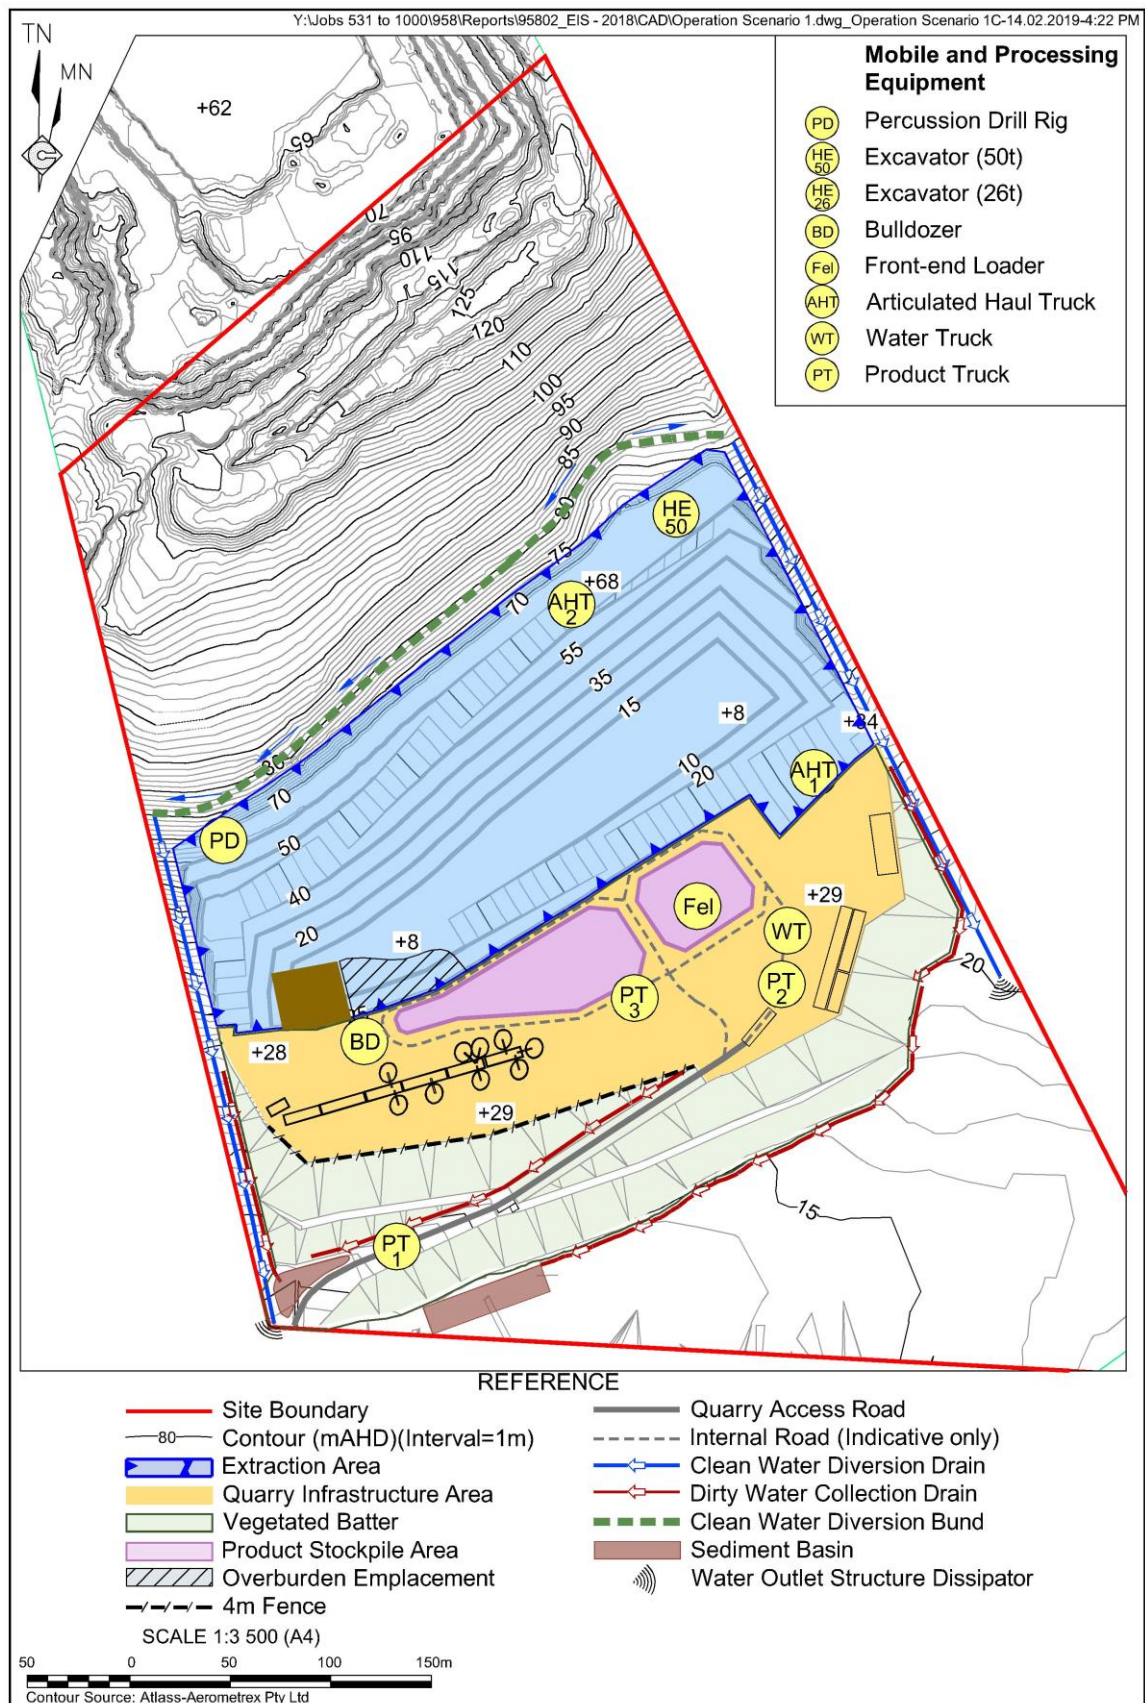 Y:\Jobs 531 to 1000\958\Reports\95802_EIS - 2018\CAD\Operation Scenario 1.dwg_Operation Scenario 1C-14.02.2019-4:22 PM
TN
MN
Mobile and Processing
Equipment
PD Percussion Drill Rig
HE 50 Excavator (50t)
HE 26 Excavator (26t)
BD Bulldozer
Fel Front-end Loader
AHT Articulated Haul Truck
WT Water Truck
PT Product Truck
+62
65
70
95
110
115
125
120
110
100
95
90
85
80
75
HE
50
+68
AHT
2
70
55
35
15
+8
+34
80
70
10
20
AHT
1
PD
50
40
20
+8
Fel
+29
WT
20
PT
2
PT
3
+28
BD
+29
15
PT
1
REFERENCE
Site Boundary
80 Contour (mAHD)(Interval=1m)
Extraction Area
Quarry Infrastructure Area
Vegetated Batter
Product Stockpile Area
Overburden Emplacement
4m Fence
Quarry Access Road
Internal Road (Indicative only)
Clean Water Diversion Drain
Dirty Water Collection Drain
Clean Water Diversion Bund
Sediment Basin
Water Outlet Structure Dissipator
SCALE 1:3 500 (A4)
50 0 50 100 150m
Contour Source: Atlass-Aerometrex Pty Ltd